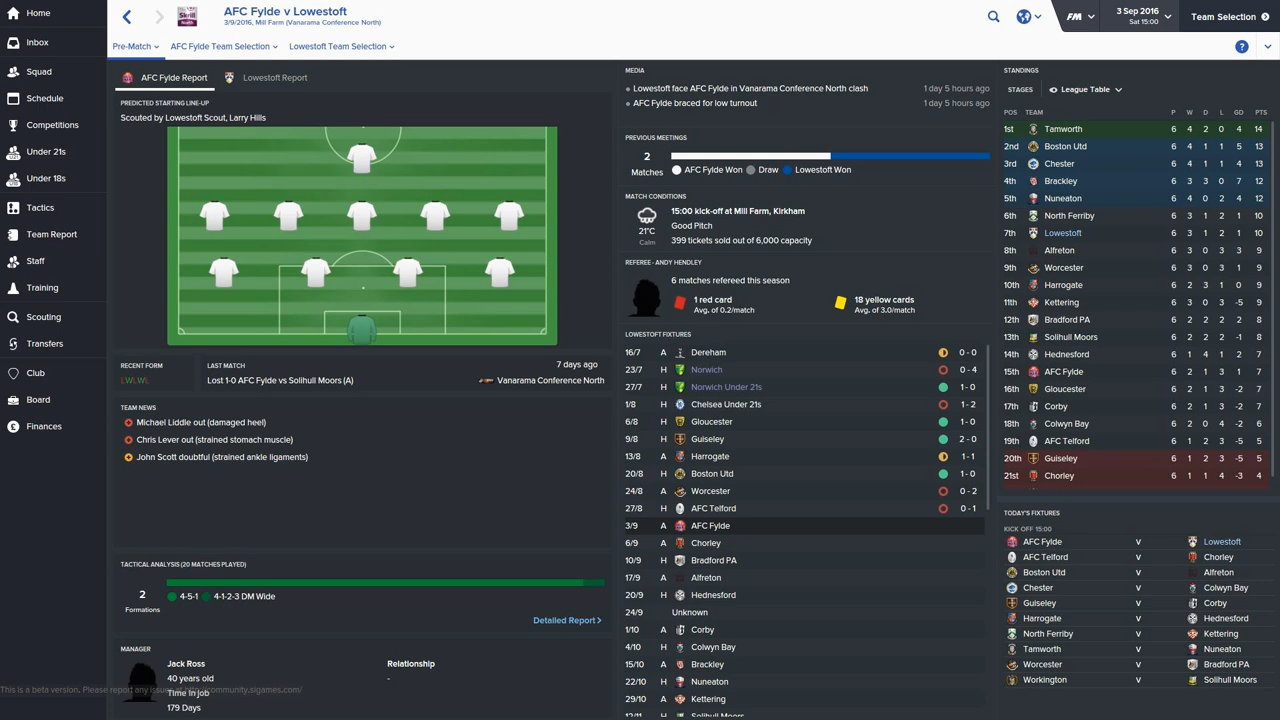 Home
Inbox
Squad
Schedule
Competitions
Under 21s
Under 18s
Tactics
Team Report
Staff
Training
Scouting
Transfers
Club
Board
Finances
AFC Fylde v Lowestoft
3/9/2016, Mill Farm (Vanarama Conference North)
FM
3 Sep 2016
Sat 15:00
Team Selection
Pre-Match
AFC Fylde Team Selection
Lowestoft Team Selection
?
AFC Fylde Report
Lowestoft Report
PREDICTED STARTING LINE-UP
Scouted by Lowestoft Scout, Larry Hills
RECENT FORM
LWLWL
LAST MATCH
7 days ago
Lost 1-0 AFC Fylde vs Solihull Moors (A)
Vanarama Conference North
TEAM NEWS
Michael Liddle out (damaged heel)
Chris Lever out (strained stomach muscle)
John Scott doubtful (strained ankle ligaments)
TACTICAL ANALYSIS (20 MATCHES PLAYED)
2
Formations
4-5-1
4-1-2-3 DM Wide
Detailed Report >
MANAGER
Jack Ross
40 years old
Time in job
179 Days
Relationship
-
This is a beta version. Please report any issues at http://community.sigames.com/
MEDIA
Lowestoft face AFC Fylde in Vanarama Conference North clash 1 day 5 hours ago
AFC Fylde braced for low turnout 1 day 5 hours ago
PREVIOUS MEETINGS
2
Matches
AFC Fylde Won Draw Lowestoft Won
MATCH CONDITIONS
21°C
Calm
15:00 kick-off at Mill Farm, Kirkham
Good Pitch
399 tickets sold out of 6,000 capacity
REFEREE - ANDY HENDLEY
6 matches refereed this season
1 red card
Avg. of 0.2/match
18 yellow cards
Avg. of 3.0/match
LOWESTOFT FIXTURES
16/7 A Dereham 0 - 0
23/7 H Norwich 0 - 4
27/7 H Norwich Under 21s 1 - 0
1/8 H Chelsea Under 21s 1 - 2
6/8 H Gloucester 1 - 0
9/8 H Guiseley 2 - 0
13/8 A Harrogate 1 - 1
20/8 H Boston Utd 1 - 0
24/8 A Worcester 0 - 2
27/8 H AFC Telford 0 - 1
3/9 A AFC Fylde
6/9 A Chorley
10/9 H Bradford PA
17/9 A Alfreton
20/9 H Hednesford
24/9 Unknown
1/10 A Corby
4/10 H Colwyn Bay
15/10 A Brackley
22/10 H Nuneaton
29/10 A Kettering
12/11 H Solihull Moors
STANDINGS
STAGES League Table
POS TEAM P W D L GD PTS
1st Tamworth 6 4 2 0 4 14
2nd Boston Utd 6 4 1 1 5 13
3rd Chester 6 4 1 1 4 13
4th Brackley 6 3 3 0 7 12
5th Nuneaton 6 4 0 2 4 12
6th North Ferriby 6 3 1 2 1 10
7th Lowestoft 6 3 1 2 1 10
8th Alfreton 6 3 0 3 3 9
9th Worcester 6 3 0 3 1 9
10th Harrogate 6 2 3 1 0 9
11th Kettering 6 3 0 3 -5 9
12th Bradford PA 6 2 2 2 2 8
13th Solihull Moors 6 2 2 2 -1 8
14th Hednesford 6 1 4 1 2 7
15th AFC Fylde 6 2 1 3 1 7
16th Gloucester 6 2 1 3 -2 7
17th Corby 6 2 1 3 -2 7
18th Colwyn Bay 6 2 0 4 -2 6
19th AFC Telford 6 1 2 3 -5 5
20th Guiseley 6 1 2 3 -5 5
21st Chorley 6 1 1 4 -3 4
TODAY'S FIXTURES
KICK OFF 15:00
AFC Fylde V Lowestoft
AFC Telford V Chorley
Boston Utd V Alfreton
Chester V Colwyn Bay
Guiseley V Corby
Harrogate V Hednesford
North Ferriby V Kettering
Tamworth V Nuneaton
Worcester V Bradford PA
Workington V Solihull Moors